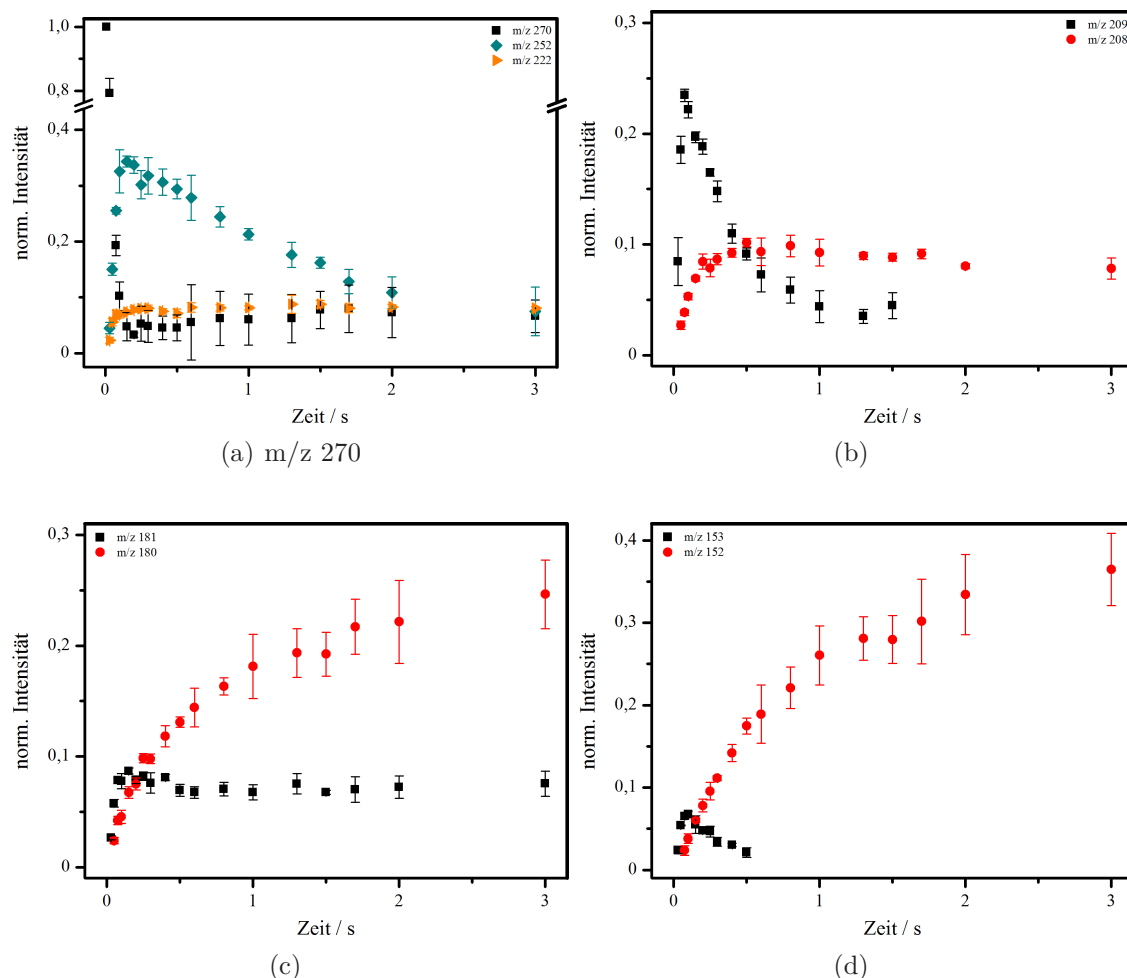 1,0
0,8
0,4
0,2
0
norm. Intensität
m/z 270
m/z 252
m/z 222
0
1
2
3
Zeit / s
(a) m/z 270
0,3
0,2
0,1
0
norm. Intensität
m/z 209
m/z 208
0
1
2
3
Zeit / s
(b)
0,3
0,2
0,1
0
norm. Intensität
m/z 181
m/z 180
0
1
2
3
Zeit / s
(c)
0,4
0,3
0,2
0,1
0
norm. Intensität
m/z 153
m/z 152
0
1
2
3
Zeit / s
(d)